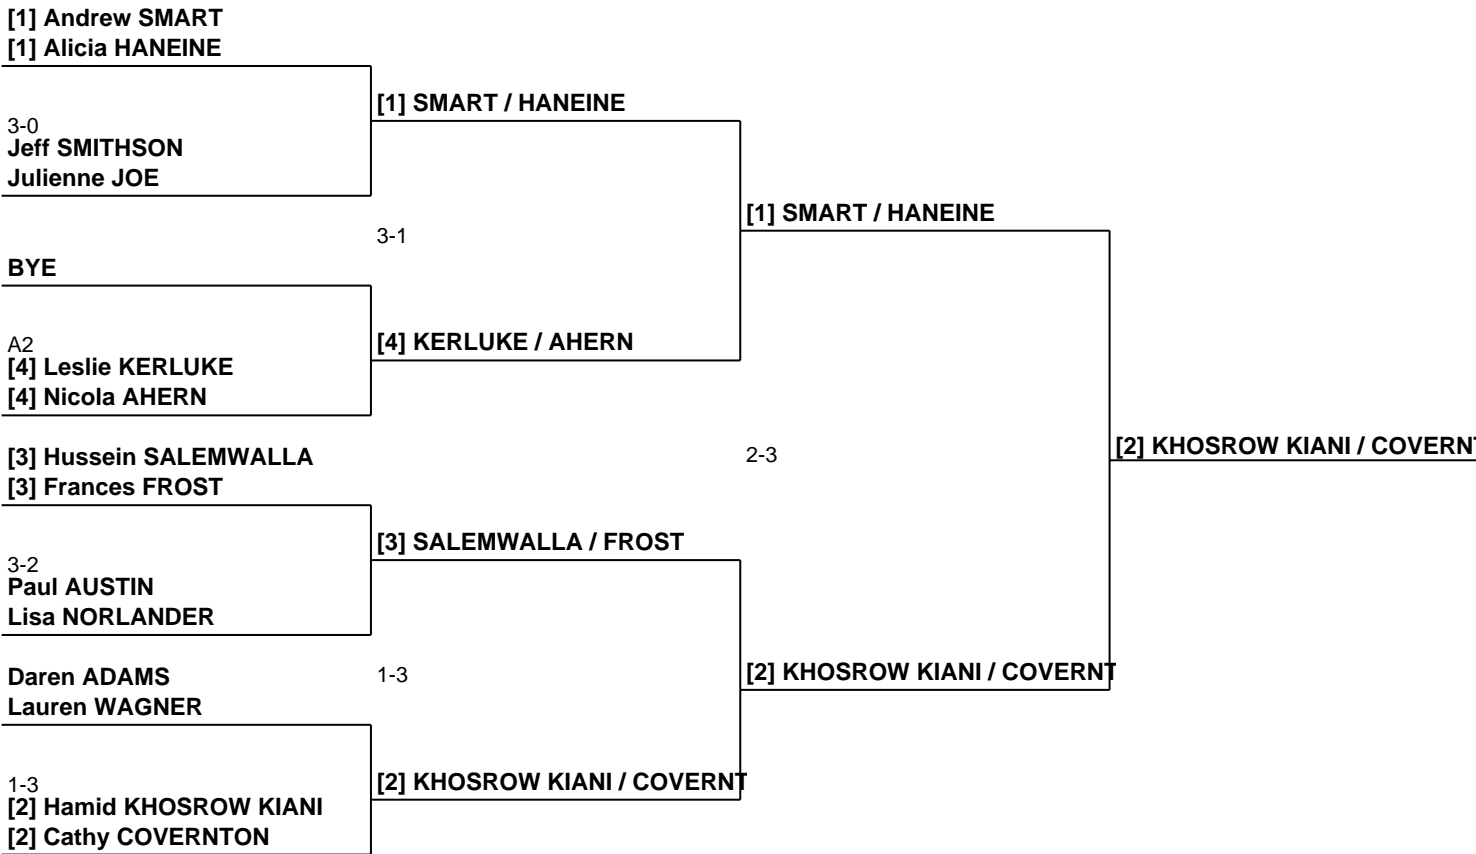 [1] Andrew SMART
[1] Alicia HANEINE
[1] SMART / HANEINE
3-0
Jeff SMITHSON
Julienne JOE
[1] SMART / HANEINE
3-1
BYE
[4] KERLUKE / AHERN
A2
[4] Leslie KERLUKE
[4] Nicola AHERN
[2] KHOSROW KIANI / COVERNT
2-3
[3] Hussein SALEMWALLA
[3] Frances FROST
[3] SALEMWALLA / FROST
3-2
Paul AUSTIN
Lisa NORLANDER
[2] KHOSROW KIANI / COVERNT
1-3
Daren ADAMS
Lauren WAGNER
[2] KHOSROW KIANI / COVERNT
1-3
[2] Hamid KHOSROW KIANI
[2] Cathy COVERNTON